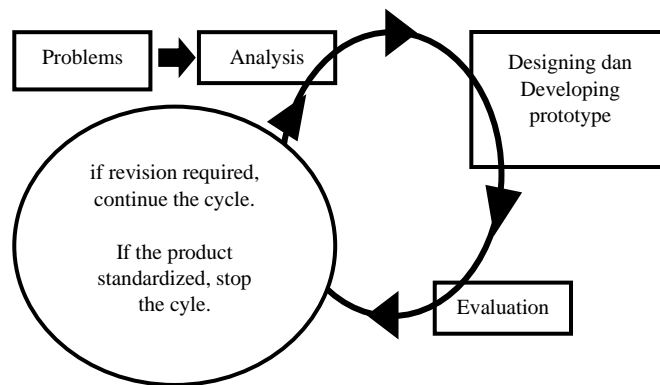 Problems
Analysis
Designing dan
Developing
prototype
if revision required,
continue the cycle.
If the product
standardized, stop
the cyle.
Evaluation